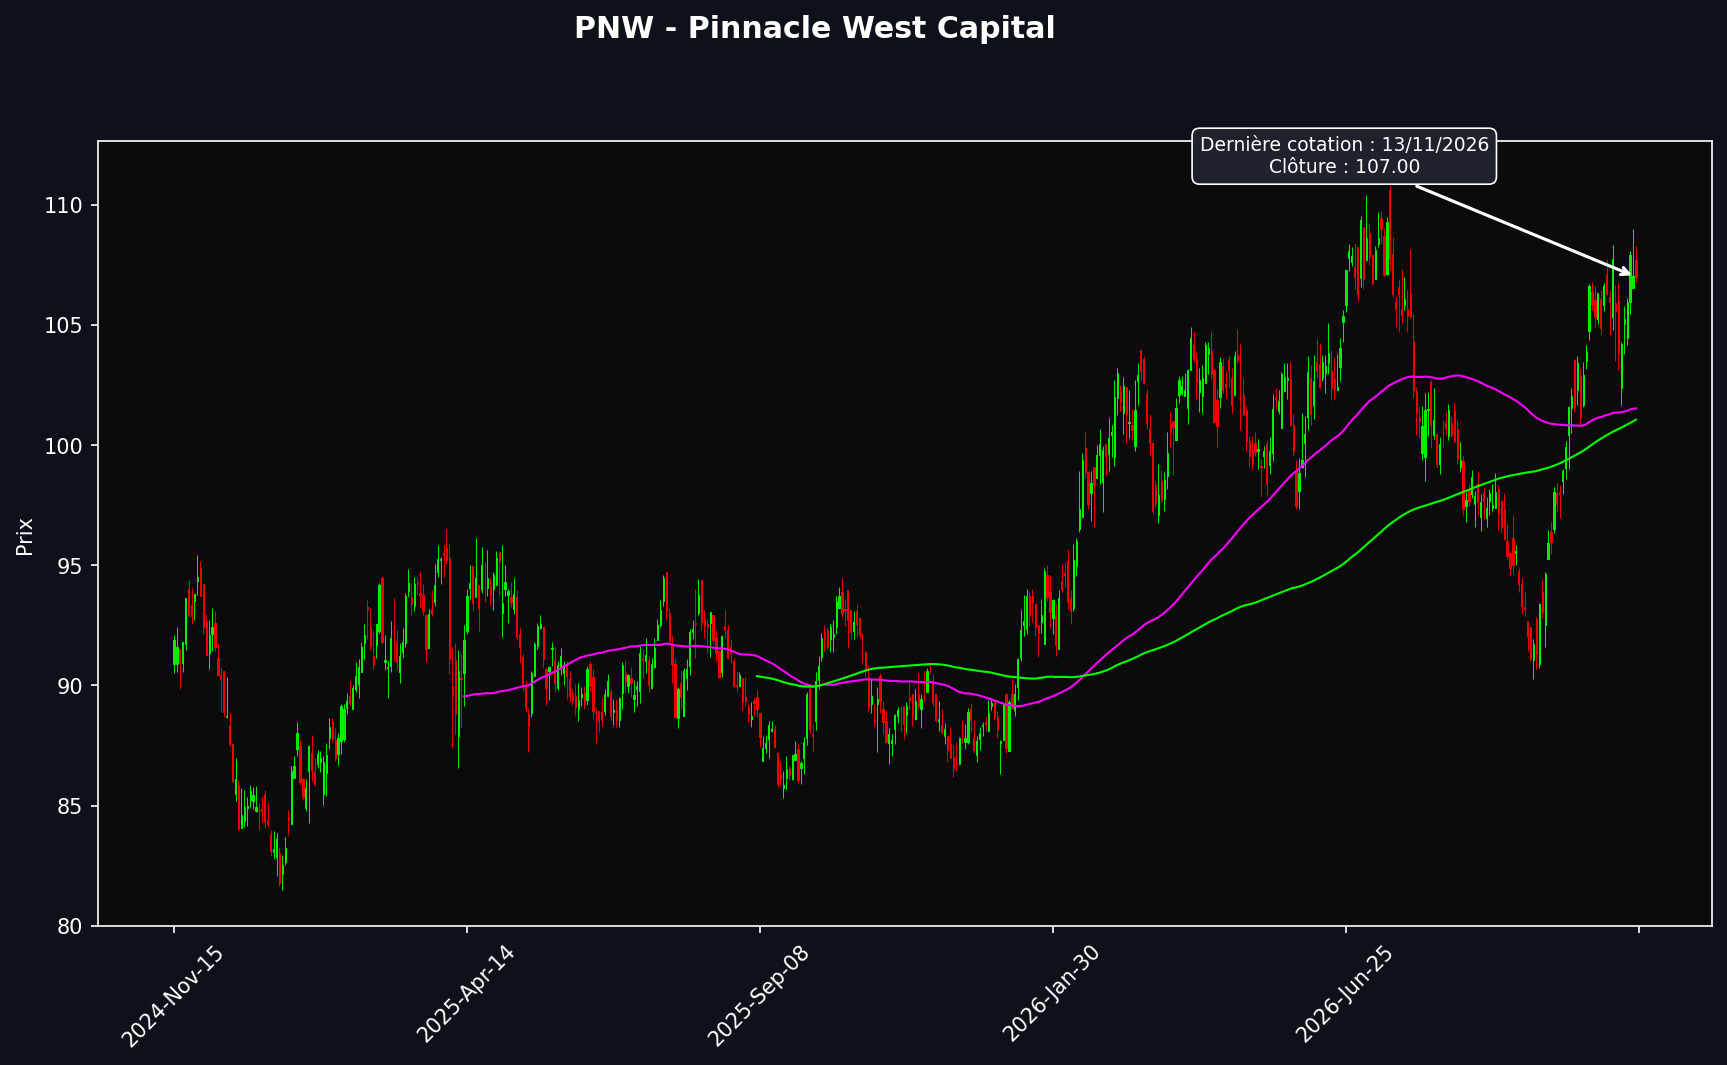 PNW - Pinnacle West Capital
Dernière cotation : 13/11/2026
Clôture : 107.00
Prix
110
105
100
95
90
85
80
2024-Nov-15
2025-Apr-14
2025-Sep-08
2026-Jan-30
2026-Jun-25